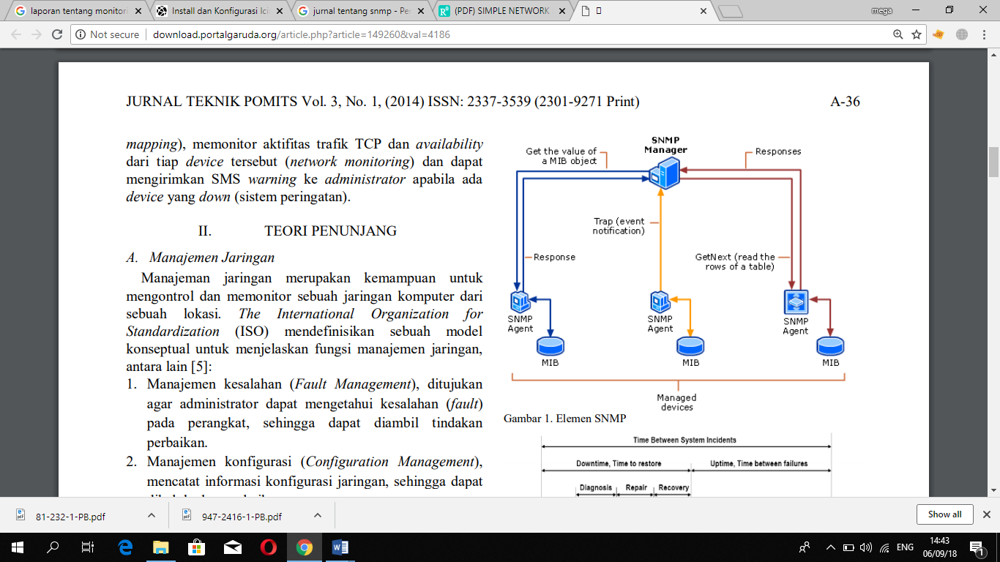 laporan tentang monitori
Install dan Konfigurasi Ici
jurnal tentang snmp - Pe
(PDF) SIMPLE NETWORK
mega
Not secure
download.portalgaruda.org/article.php?article=149260&val=4186
JURNAL TEKNIK POMITS Vol. 3, No. 1, (2014) ISSN: 2337-3539 (2301-9271 Print)
A-36
mapping), memonitor aktifitas trafik TCP dan availability
dari tiap device tersebut (network monitoring) dan dapat
mengirimkan SMS warning ke administrator apabila ada
device yang down (sistem peringatan).
II. TEORI PENUNJANG
A. Manajemen Jaringan
Manajeman jaringan merupakan kemampuan untuk
mengontrol dan memonitor sebuah jaringan komputer dari
sebuah lokasi. The International Organization for
Standardization (ISO) mendefinisikan sebuah model
konseptual untuk menjelaskan fungsi manajemen jaringan,
antara lain [5]:
1. Manajemen kesalahan (Fault Management), ditujukan
agar administrator dapat mengetahui kesalahan (fault)
pada perangkat, sehingga dapat diambil tindakan
perbaikan.
2. Manajemen konfigurasi (Configuration Management),
mencatat informasi konfigurasi jaringan, sehingga dapat
SNMP
Manager
Get the value of
a MIB object
Responses
Trap (event
notification)
Response
GetNext (read the
rows of a table)
SNMP
Agent
MIB
SNMP
Agent
MIB
SNMP
Agent
MIB
Managed
devices
Gambar 1. Elemen SNMP
Time Between System Incidents
Downtime, Time to restore
Uptime, Time between failures
Diagnosis
Repair
Recovery
81-232-1-PB.pdf
947-2416-1-PB.pdf
Show all
ENG
14:43
06/09/18
1